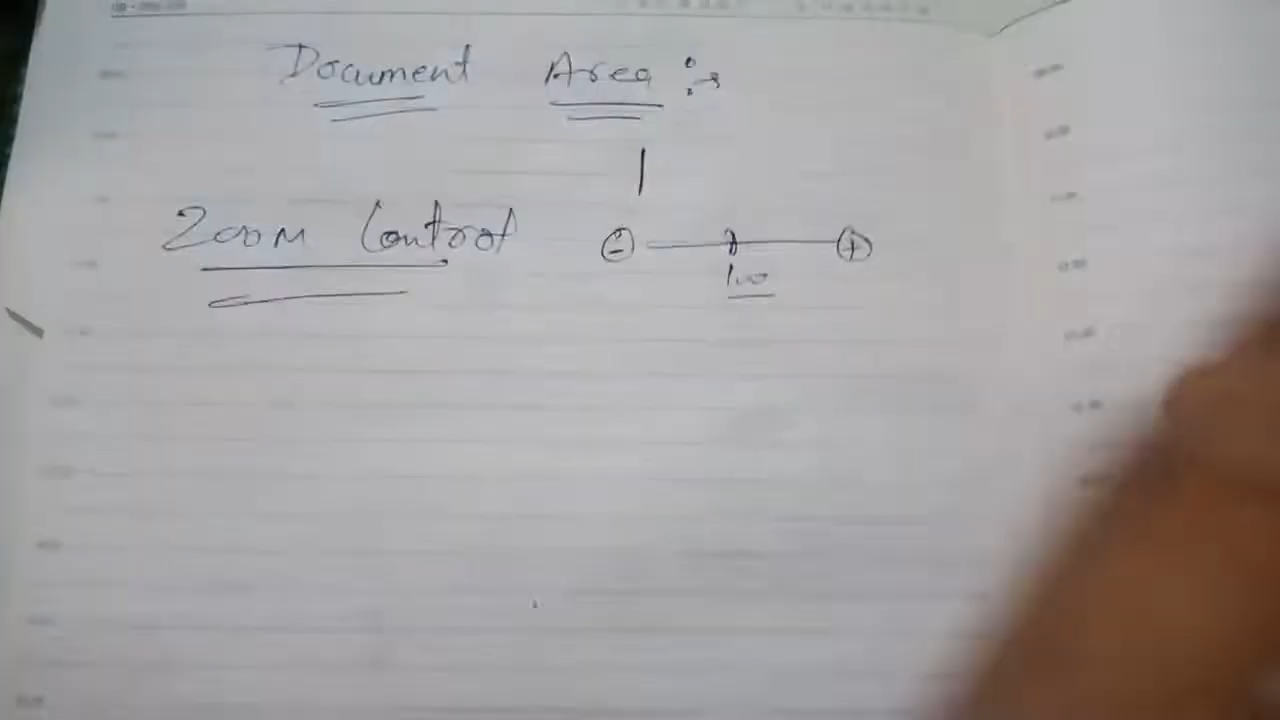 Document Area :-
|
Zoom Control ⊖ ⊕
100